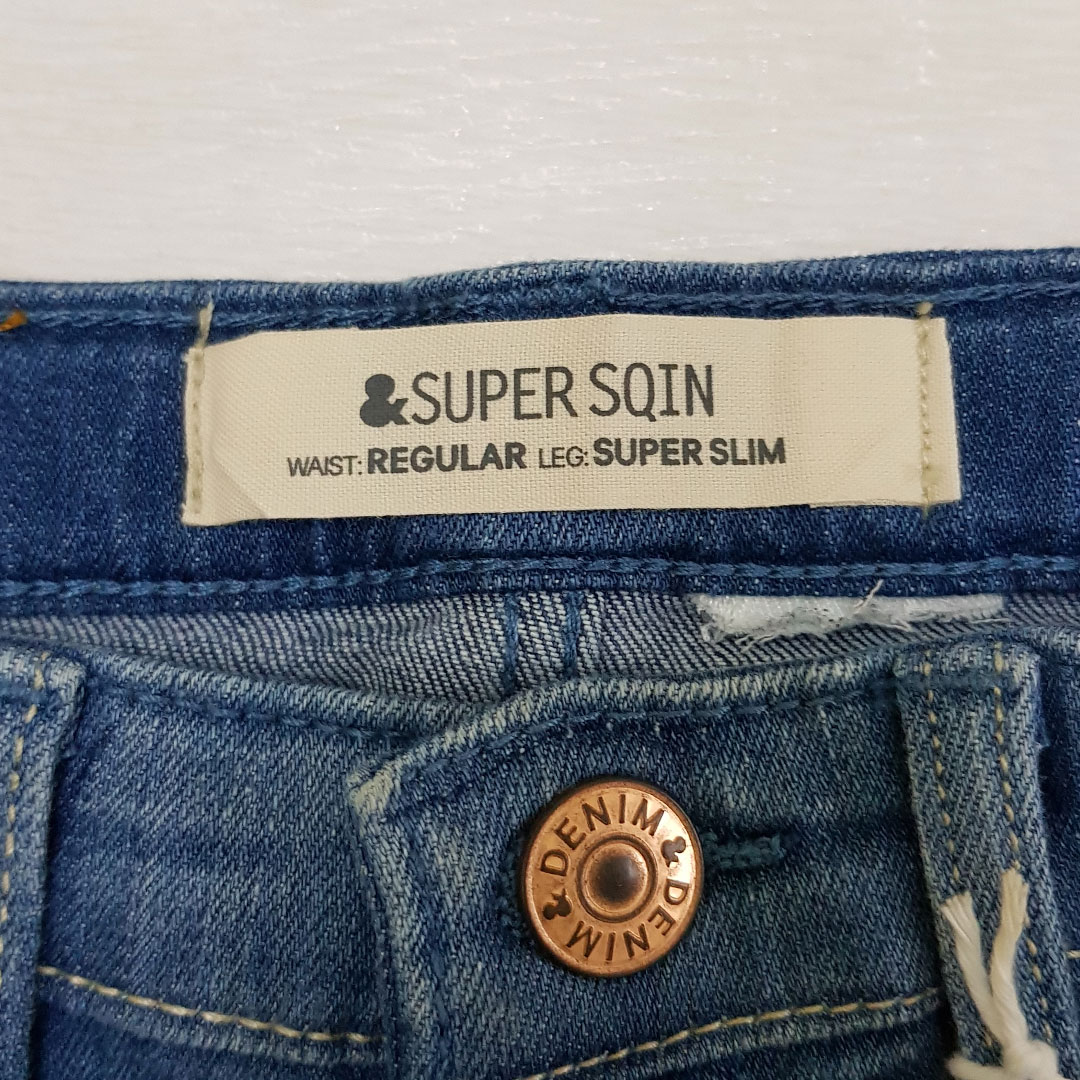 &SUPER SQIN
WAIST: REGULAR LEG: SUPER SLIM
DENIM & DENIM &